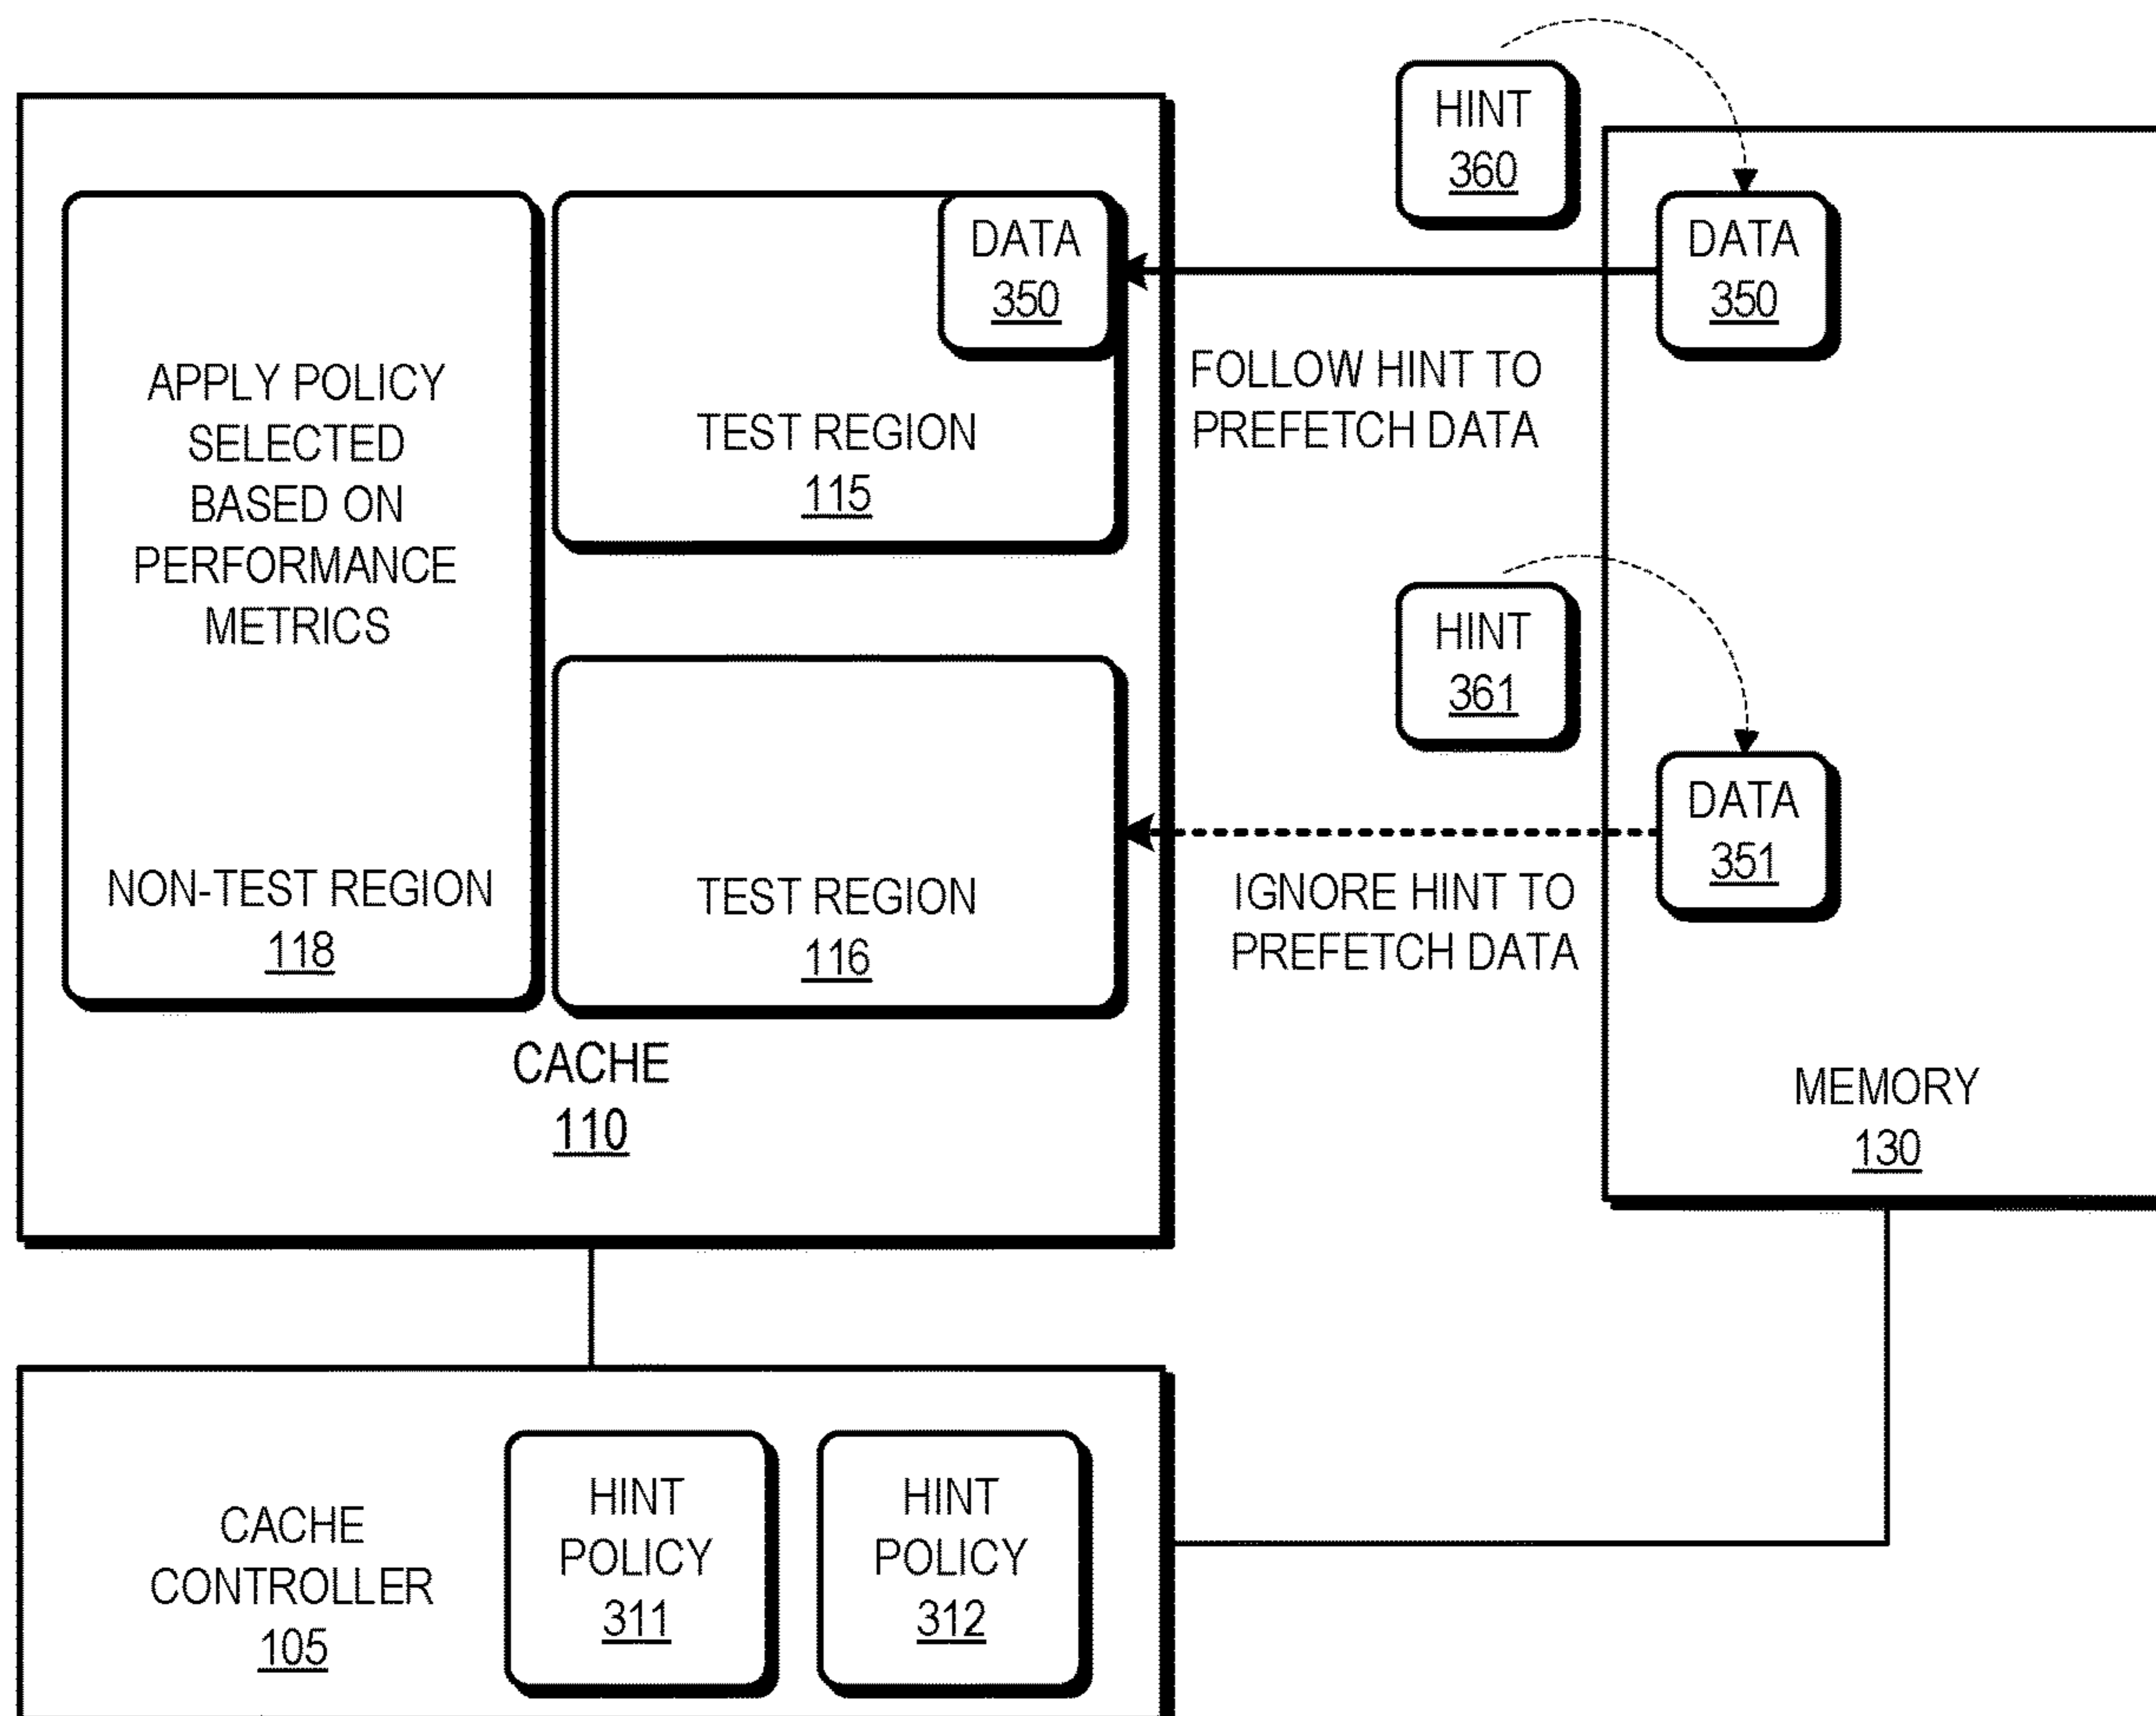 HINT
360
DATA
350
DATA
350
APPLY POLICY
SELECTED
BASED ON
PERFORMANCE
METRICS
TEST REGION
115
FOLLOW HINT TO
PREFETCH DATA
HINT
361
DATA
351
NON-TEST REGION
118
TEST REGION
116
IGNORE HINT TO
PREFETCH DATA
CACHE
110
MEMORY
130
CACHE
CONTROLLER
105
HINT
POLICY
311
HINT
POLICY
312